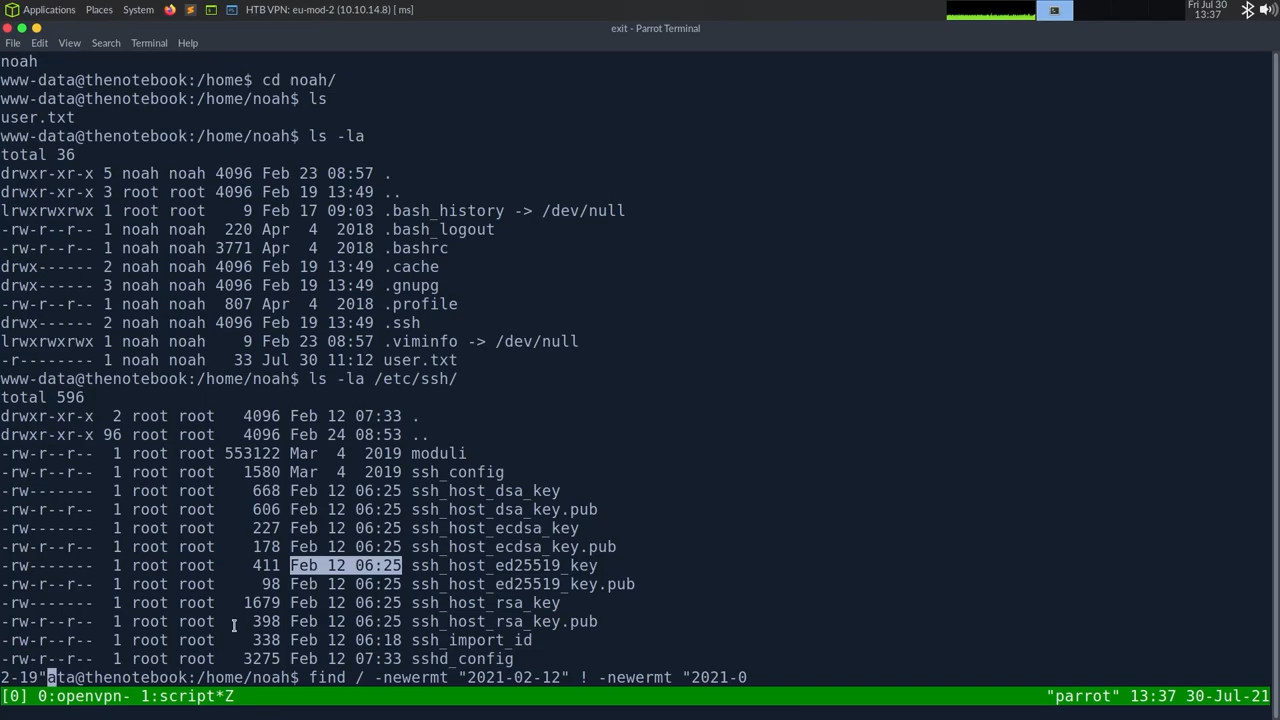 Applications Places System HTB VPN: eu-mod-2 (10.10.14.8) [ ms] Fri Jul 30
13:37
exit - Parrot Terminal
File Edit View Search Terminal Help
noah
www-data@thenotebook:/home$ cd noah/
www-data@thenotebook:/home/noah$ ls
user.txt
www-data@thenotebook:/home/noah$ ls -la
total 36
drwxr-xr-x 5 noah noah 4096 Feb 23 08:57 .
drwxr-xr-x 3 root root 4096 Feb 19 13:49 ..
lrwxrwxrwx 1 root root    9 Feb 17 09:03 .bash_history -> /dev/null
-rw-r--r-- 1 noah noah  220 Apr  4  2018 .bash_logout
-rw-r--r-- 1 noah noah 3771 Apr  4  2018 .bashrc
drwx------ 2 noah noah 4096 Feb 19 13:49 .cache
drwx------ 3 noah noah 4096 Feb 19 13:49 .gnupg
-rw-r--r-- 1 noah noah  807 Apr  4  2018 .profile
drwx------ 2 noah noah 4096 Feb 19 13:49 .ssh
lrwxrwxrwx 1 noah noah    9 Feb 23 08:57 .viminfo -> /dev/null
-r-------- 1 noah noah   33 Jul 30 11:12 user.txt
www-data@thenotebook:/home/noah$ ls -la /etc/ssh/
total 596
drwxr-xr-x  2 root root   4096 Feb 12 07:33 .
drwxr-xr-x 96 root root   4096 Feb 24 08:53 ..
-rw-r--r--  1 root root 553122 Mar  4  2019 moduli
-rw-r--r--  1 root root   1580 Mar  4  2019 ssh_config
-rw-------  1 root root    668 Feb 12 06:25 ssh_host_dsa_key
-rw-r--r--  1 root root    606 Feb 12 06:25 ssh_host_dsa_key.pub
-rw-------  1 root root    227 Feb 12 06:25 ssh_host_ecdsa_key
-rw-r--r--  1 root root    178 Feb 12 06:25 ssh_host_ecdsa_key.pub
-rw-------  1 root root    411 Feb 12 06:25 ssh_host_ed25519_key
-rw-r--r--  1 root root     98 Feb 12 06:25 ssh_host_ed25519_key.pub
-rw-------  1 root root   1679 Feb 12 06:25 ssh_host_rsa_key
-rw-r--r--  1 root root    398 Feb 12 06:25 ssh_host_rsa_key.pub
-rw-r--r--  1 root root    338 Feb 12 06:18 ssh_import_id
-rw-r--r--  1 root root   3275 Feb 12 07:33 sshd_config
2-19"ata@thenotebook:/home/noah$ find / -newermt "2021-02-12" ! -newermt "2021-0
[0] 0:openvpn- 1:script*Z "parrot" 13:37 30-Jul-21